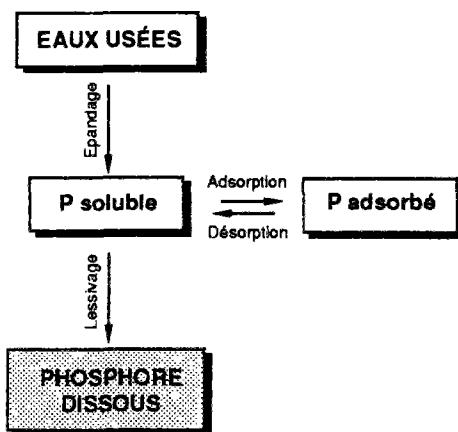 EAUX USÉES
Epandage
P soluble
Adsorption
Désorption
P adsorbé
Lessivage
PHOSPHORE
DISSOUS